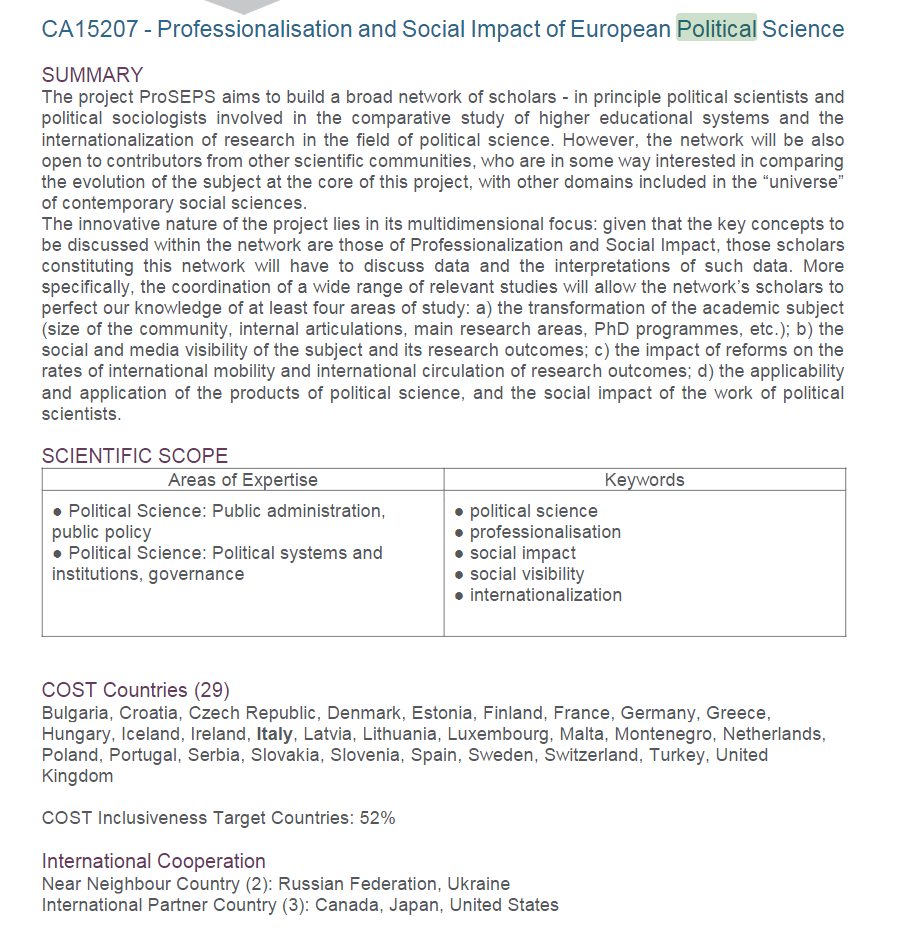 CA15207 - Professionalisation and Social Impact of European Political Science
SUMMARY
The project ProSEPS aims to build a broad network of scholars - in principle political scientists and
political sociologists involved in the comparative study of higher educational systems and the
internationalization of research in the field of political science. However, the network will be also
open to contributors from other scientific communities, who are in some way interested in comparing
the evolution of the subject at the core of this project, with other domains included in the “universe”
of contemporary social sciences.
The innovative nature of the project lies in its multidimensional focus: given that the key concepts to
be discussed within the network are those of Professionalization and Social Impact, those scholars
constituting this network will have to discuss data and the interpretations of such data. More
specifically, the coordination of a wide range of relevant studies will allow the network’s scholars to
perfect our knowledge of at least four areas of study: a) the transformation of the academic subject
(size of the community, internal articulations, main research areas, PhD programmes, etc.); b) the
social and media visibility of the subject and its research outcomes; c) the impact of reforms on the
rates of international mobility and international circulation of research outcomes; d) the applicability
and application of the products of political science, and the social impact of the work of political
scientists.
SCIENTIFIC SCOPE
Areas of Expertise
● Political Science: Public administration,
public policy
● Political Science: Political systems and
institutions, governance
Keywords
● political science
● professionalisation
● social impact
● social visibility
● internationalization
COST Countries (29)
Bulgaria, Croatia, Czech Republic, Denmark, Estonia, Finland, France, Germany, Greece,
Hungary, Iceland, Ireland, Italy, Latvia, Lithuania, Luxembourg, Malta, Montenegro, Netherlands,
Poland, Portugal, Serbia, Slovakia, Slovenia, Spain, Sweden, Switzerland, Turkey, United
Kingdom
COST Inclusiveness Target Countries: 52%
International Cooperation
Near Neighbour Country (2): Russian Federation, Ukraine
International Partner Country (3): Canada, Japan, United States